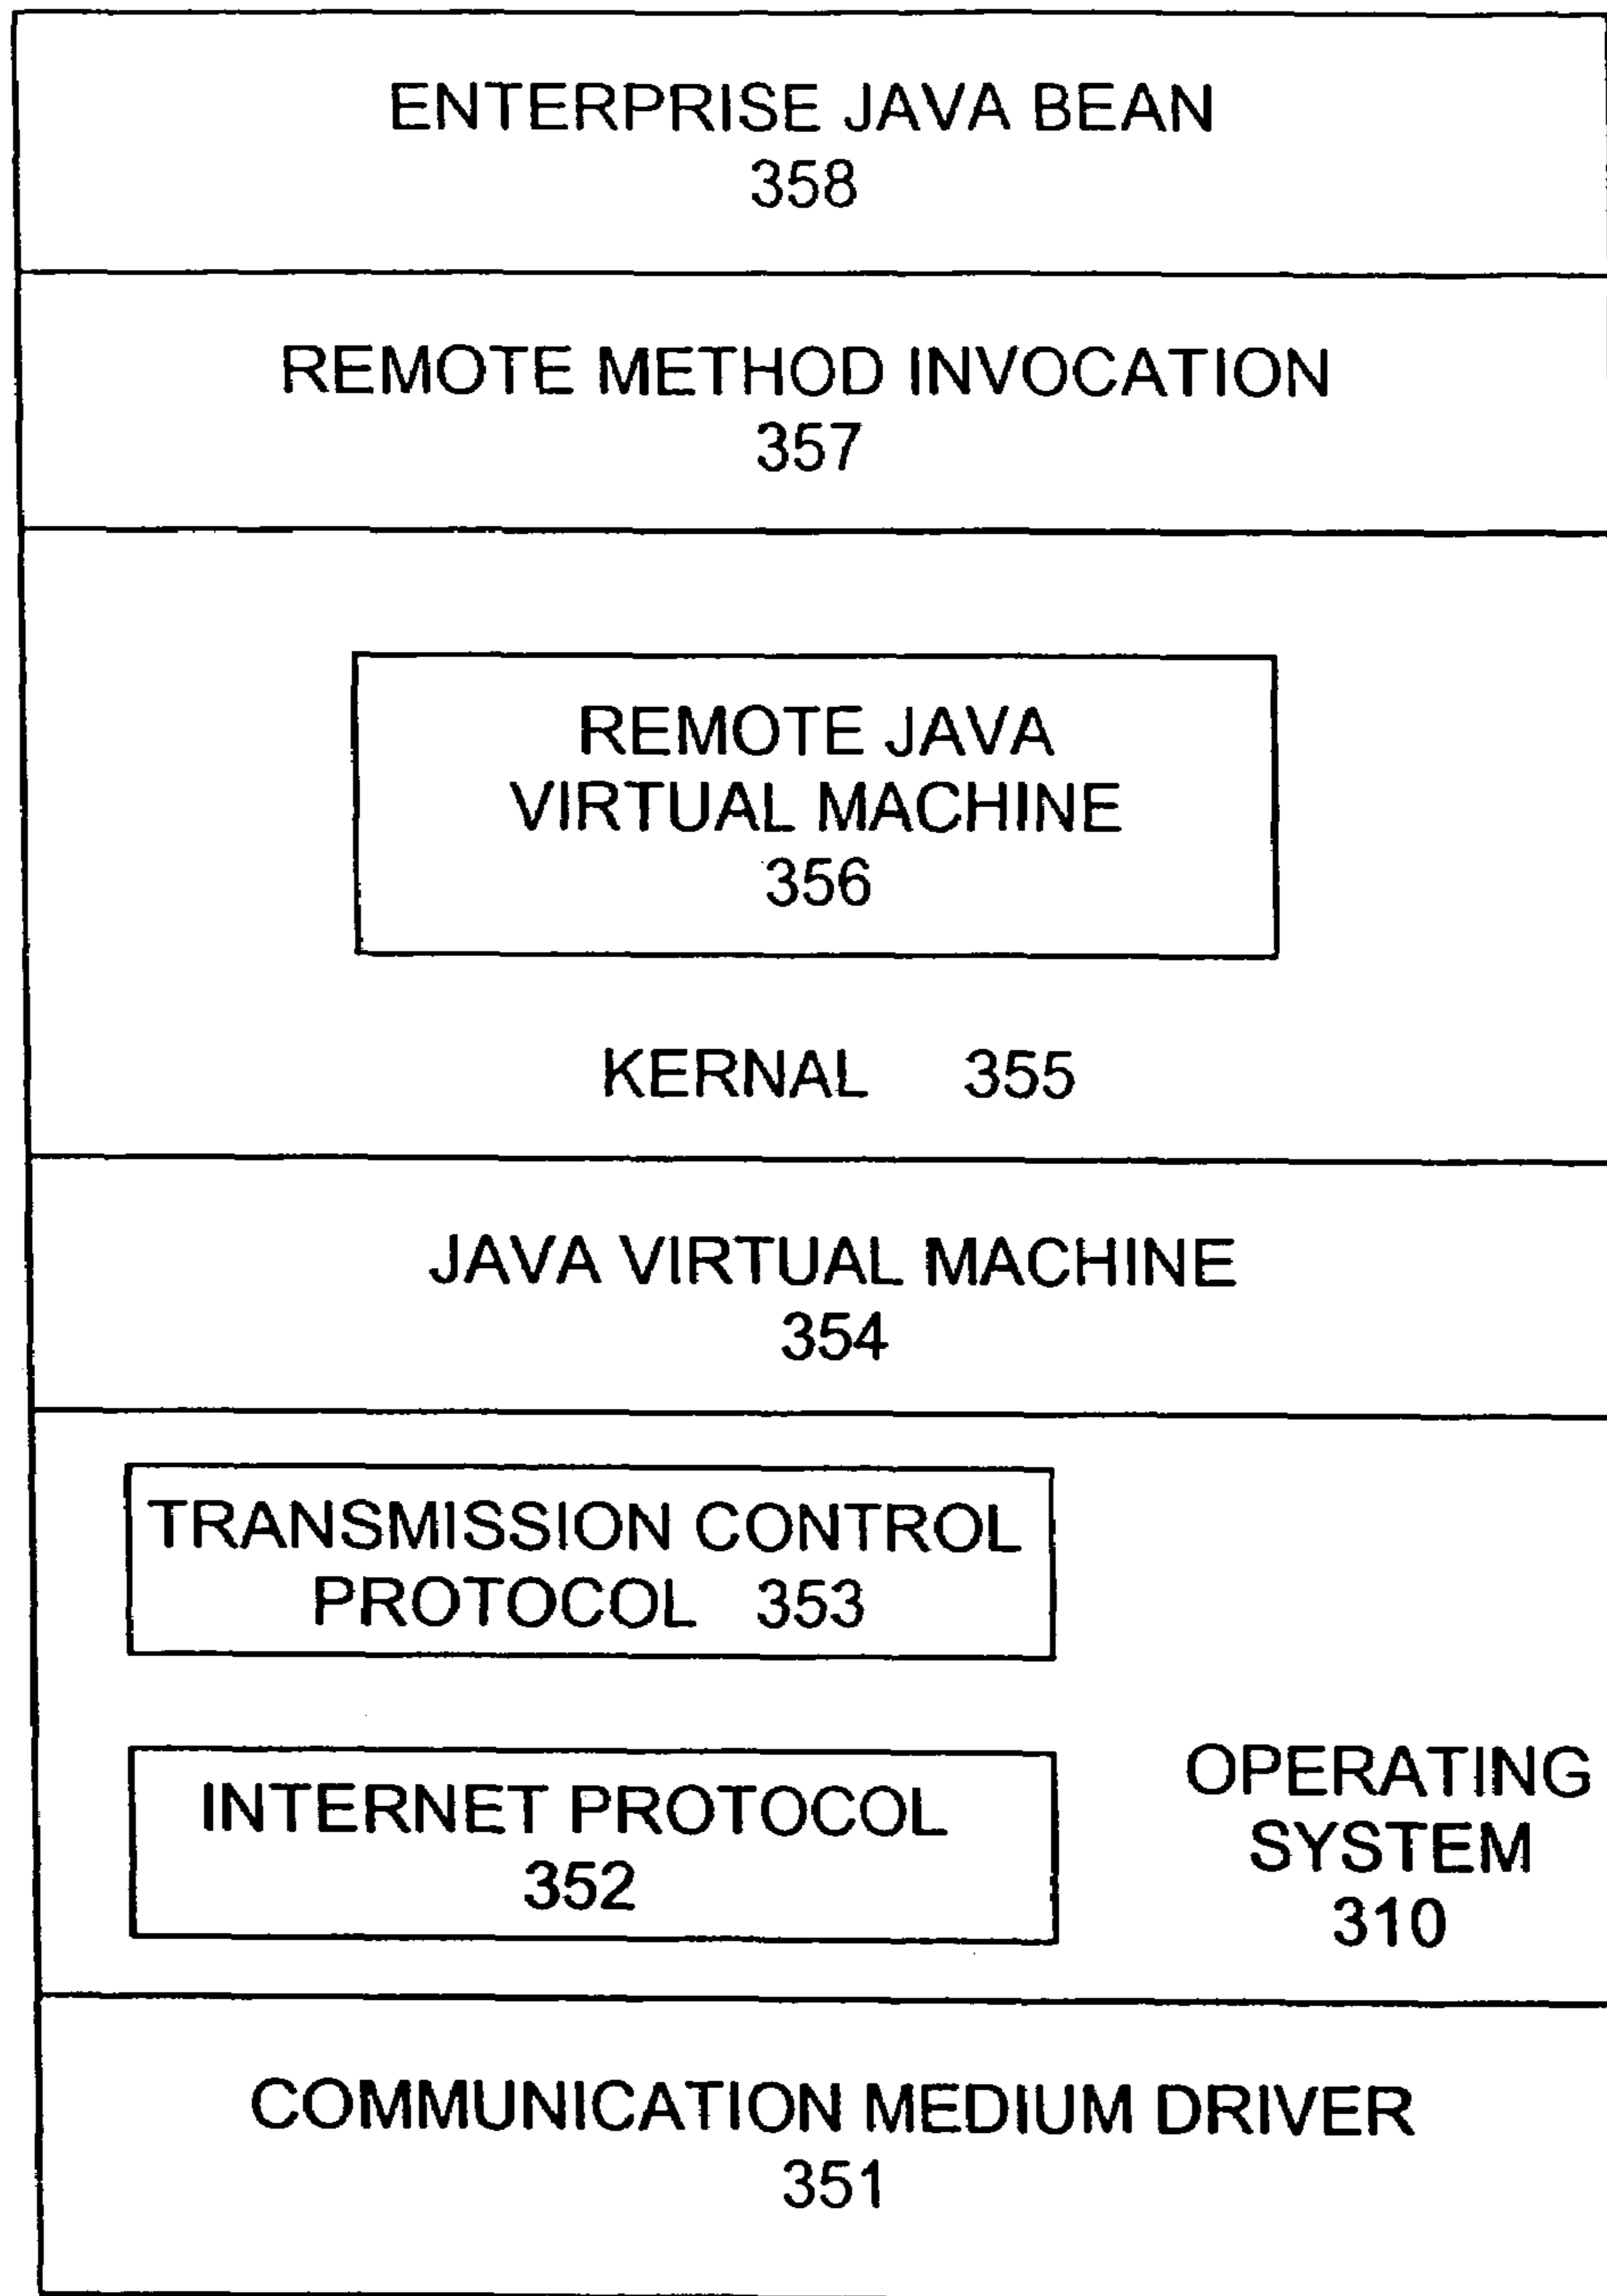 ENTERPRISE JAVA BEAN
358
REMOTE METHOD INVOCATION
357
REMOTE JAVA
VIRTUAL MACHINE
356
KERNAL 355
JAVA VIRTUAL MACHINE
354
TRANSMISSION CONTROL
PROTOCOL 353
INTERNET PROTOCOL
352
OPERATING
SYSTEM
310
COMMUNICATION MEDIUM DRIVER
351